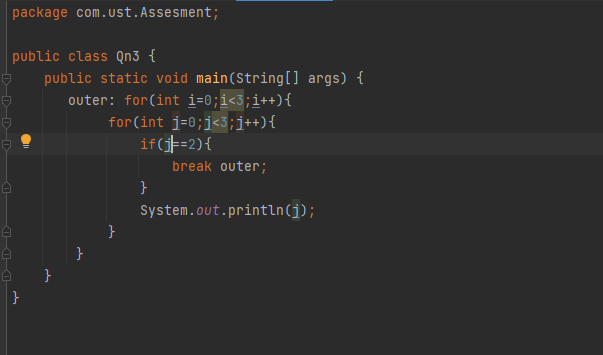 package com.ust.Assesment;
public class Qn3 {
public static void main(String[] args) {
outer: for(int i=0;i<3;i++){
for(int j=0;j<3;j++){
if(j==2){
break outer;
}
System.out.println(j);
}
}
}
}